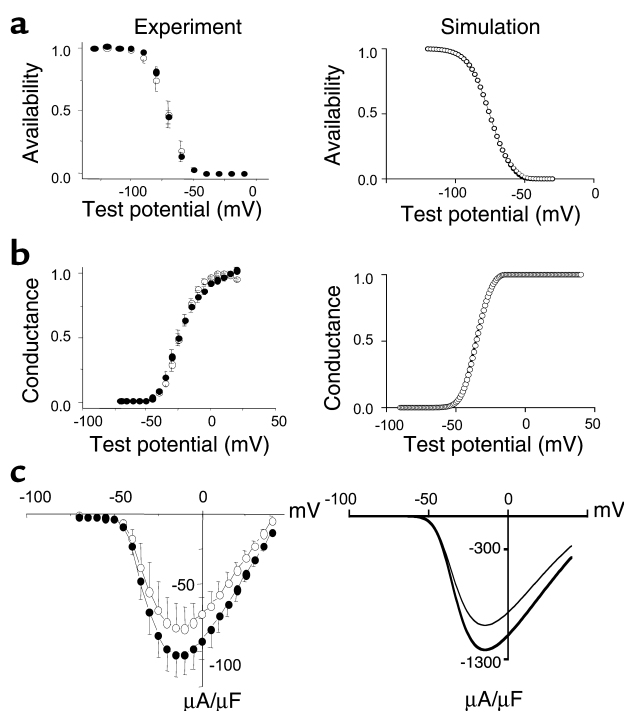 a
Experiment
Simulation
Availability
1.0
0.5
0.0
-100
-50
0
Test potential (mV)
Availability
1.0
0.5
0.0
-100
-50
0
Test potential (mV)
b
Conductance
1.0
0.5
0.0
-100
-50
0
50
Test potential (mV)
Conductance
1.0
0.5
0.0
-100
-50
0
50
Test potential (mV)
c
-100
-50
0
mV
-50
-100
µA/µF
-100
-50
0
mV
-300
-1300
µA/µF